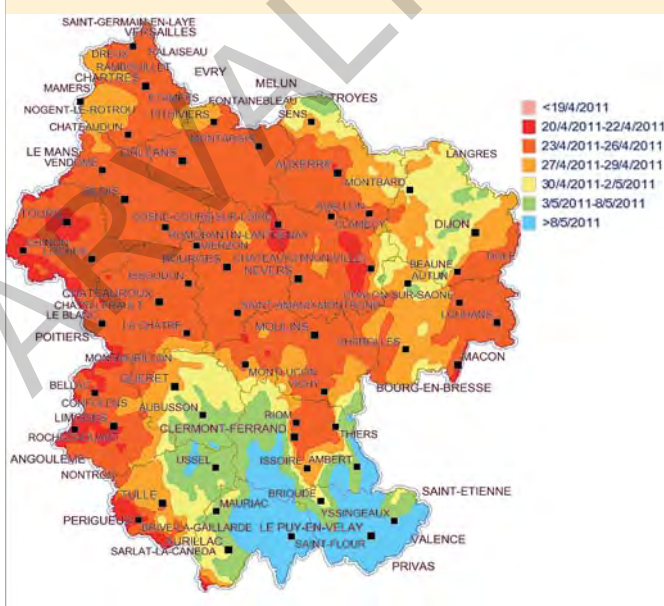 SAINT-GERMAIN-EN-LAYE
VERSAILLES
DREUX PALAISEAU
RAMBOUILLET
EVRY
CHARTRES
MELUN
MAMERS
ETAMPES
FONTAINEBLEAU
TROYES
NOGENT-LE-ROTROU
PITHIVIERS
SENS
CHATEAUDUN
MONTARGIS
LE MANS
ORLEANS
AUXERRE
LANGRES
VENDOME
MONTBARD
BLOIS
AVALLON
TOURS
COSNE-COURS-SUR-LOIRE
CLAMECY
DIJON
ROMORANTIN-LANTHENAY
CHINON
VIERZON
LOCHES
BOURGES
CHATEAU-CHINON(VILLE)
DOLE
NEVERS
BEAUNE
AUTUN
ISSOUDUN
CHATEAUROUX
CHALON-SUR-SAONE
CHATELLERAULT
SAINT-AMAND-MONTROND
LE BLANC
LOUHANS
LA CHATRE
MOULINS
POITIERS
CHAROLLES
MONTMORILLON
MACON
MONTLUCON
GUERET
VICHY
BELLAC
BOURG-EN-BRESSE
CONFOLENS
AUBUSSON
RIOM
LIMOGES
CLERMONT-FERRAND
THIERS
ROCHECHOUART
ANGOULEME
USSEL
ISSOIRE
AMBERT
NONTRON
TULLE
BRIOUDE
SAINT-ETIENNE
MAURIAC
YSSINGEAUX
PERIGUEUX
BRIVE-LA-GAILLARDE
LE PUY-EN-VELAY
AURILLAC
SAINT-FLOUR
VALENCE
SARLAT-LA-CANEDA
PRIVAS
<19/4/2011
20/4/2011-22/4/2011
23/4/2011-26/4/2011
27/4/2011-29/4/2011
30/4/2011-2/5/2011
3/5/2011-8/5/2011
>8/5/2011
ARVALIS